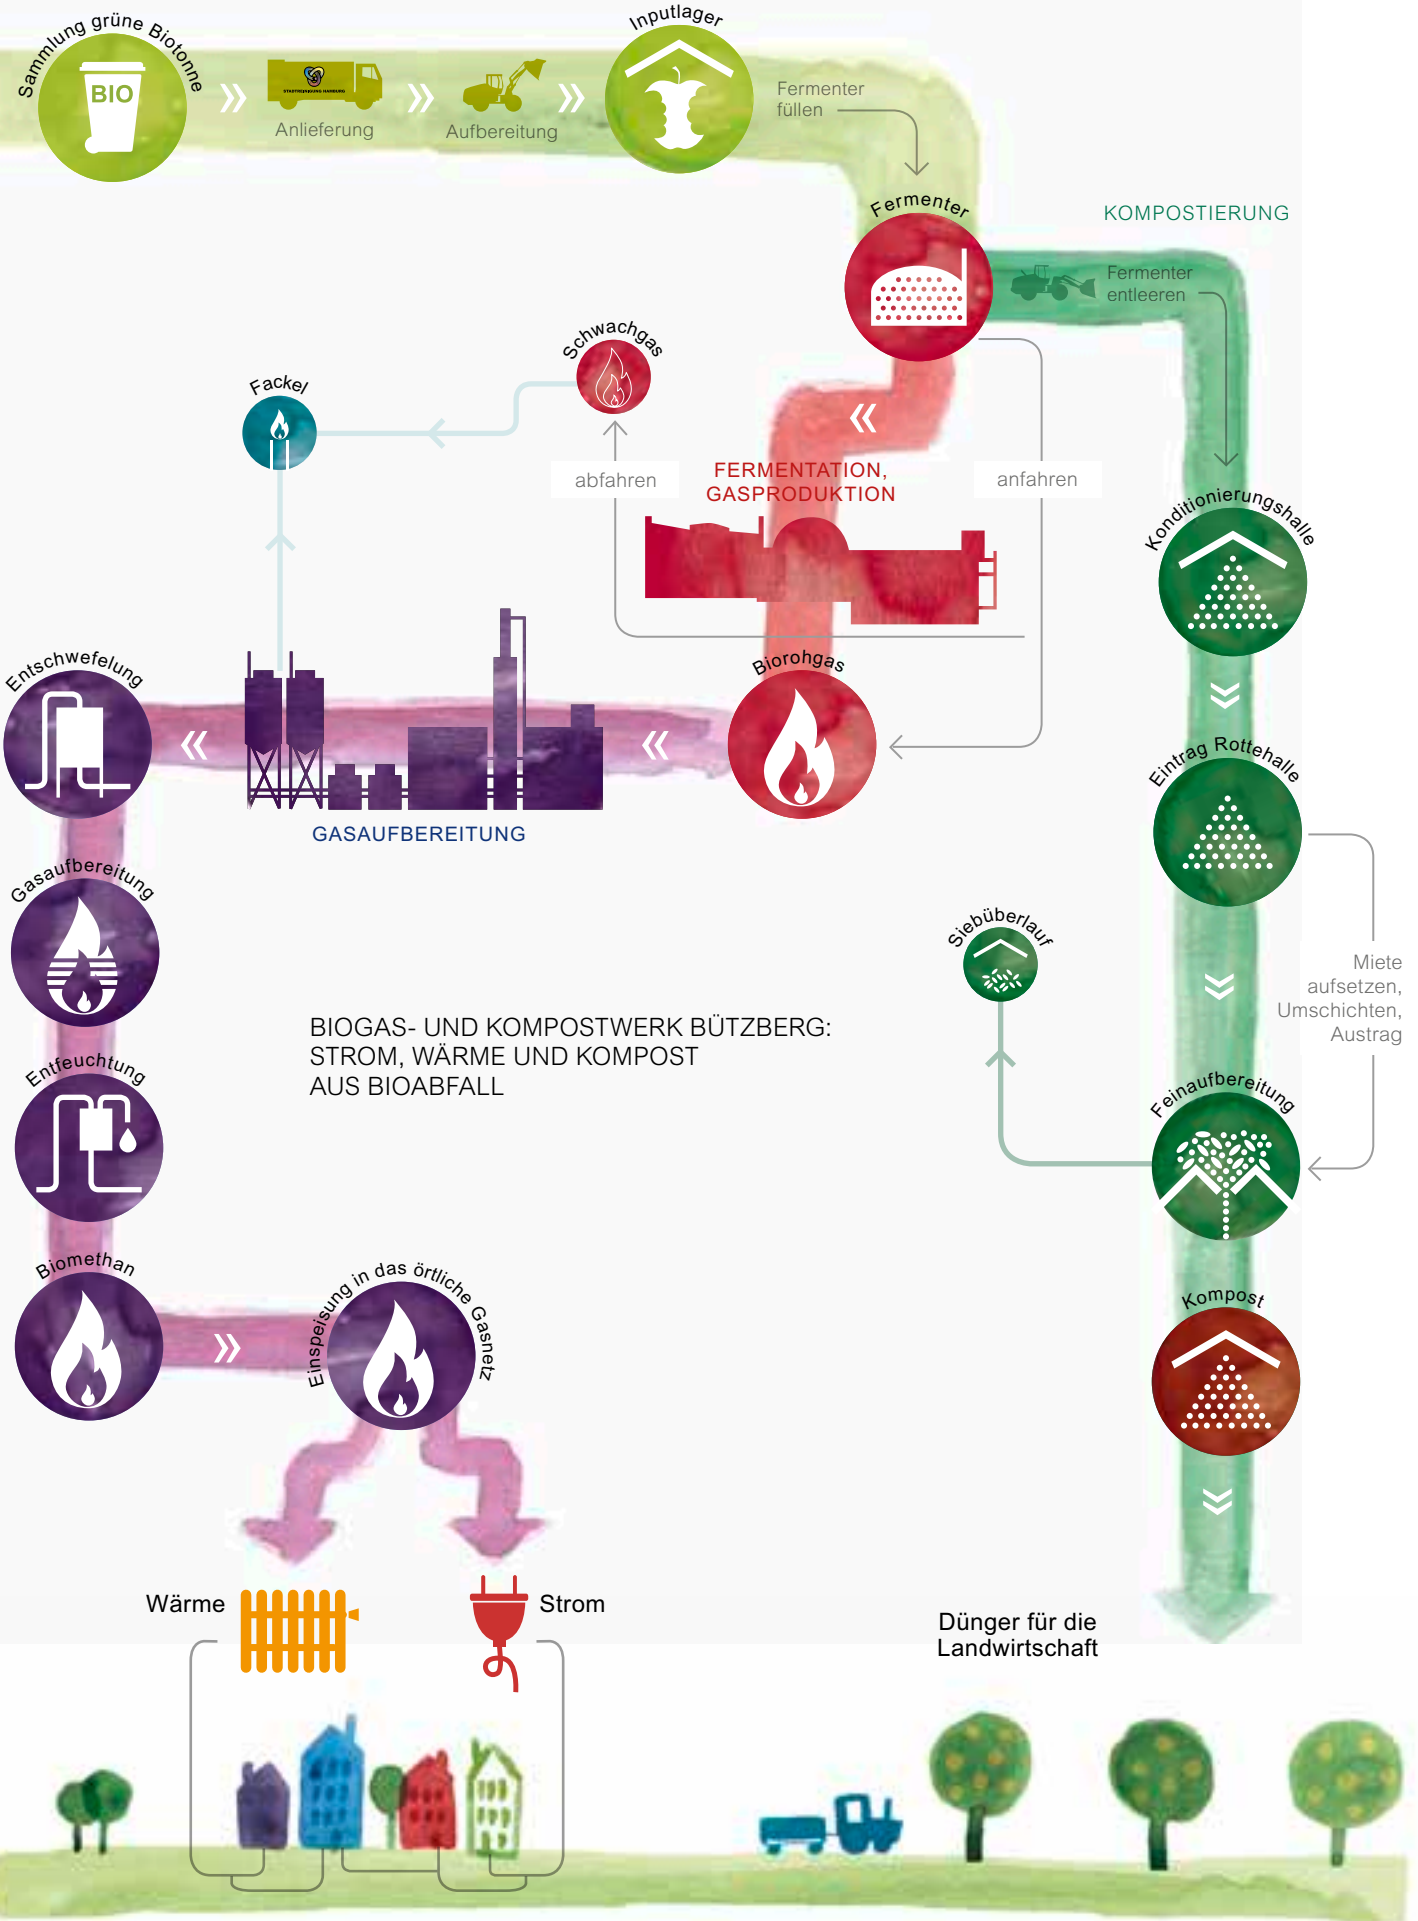 Sammlung grüne Biotonne
BIO
STADTREINIGUNG HAMBURG
Anlieferung
Aufbereitung
Inputlager
Fermenter
füllen
Fermenter
KOMPOSTIERUNG
Fermenter
entleeren
Schwachgas
Fackel
abfahren
FERMENTATION,
GASPRODUKTION
anfahren
Konditionierungshalle
Entschwefelung
Biorohgas
GASAUFBEREITUNG
Eintrag Rottehalle
Gasaufbereitung
Siebüberlauf
Miete
aufsetzen,
Umschichten,
Austrag
BIOGAS- UND KOMPOSTWERK BÜTZBERG:
STROM, WÄRME UND KOMPOST
AUS BIOABFALL
Entfeuchtung
Feinaufbereitung
Biomethan
Einspeisung in das örtliche Gasnetz
Kompost
Wärme
Strom
Dünger für die
Landwirtschaft